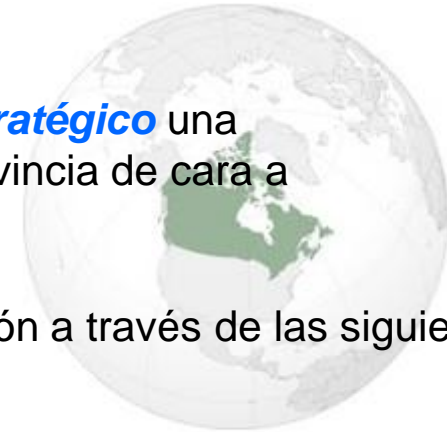 ratégico una
vincia de cara a
ón a través de las siguie